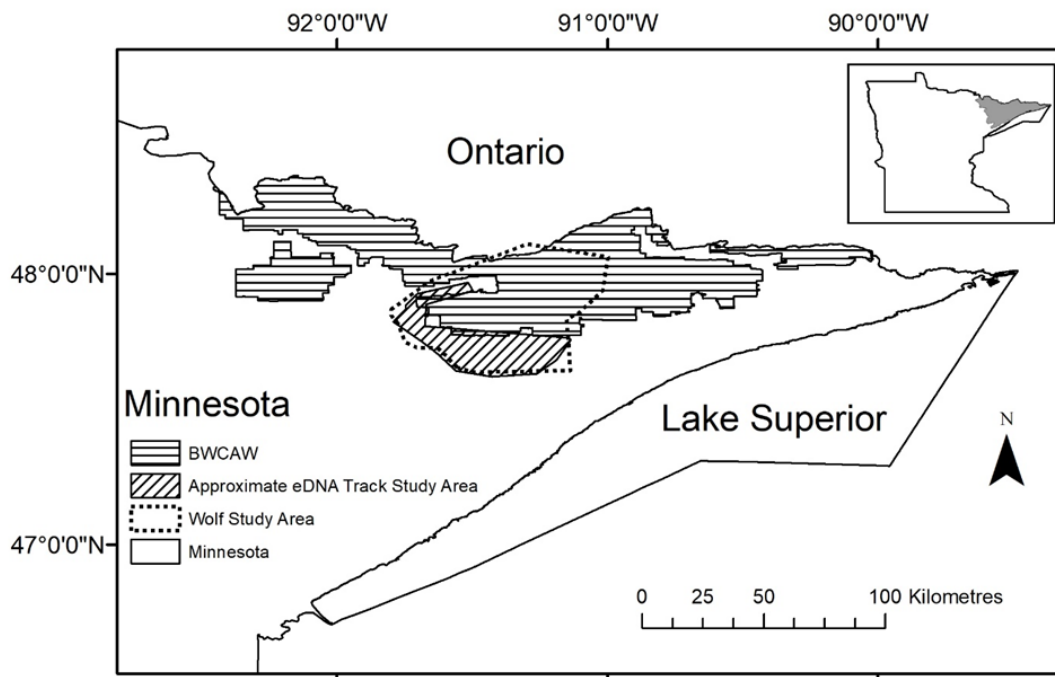 92°0'0"W 91°0'0"W 90°0'0"W
Ontario
48°0'0"N
Minnesota
Lake Superior
N
BWCAW
Approximate eDNA Track Study Area
Wolf Study Area
Minnesota
47°0'0"N
0 25 50 100 Kilometres